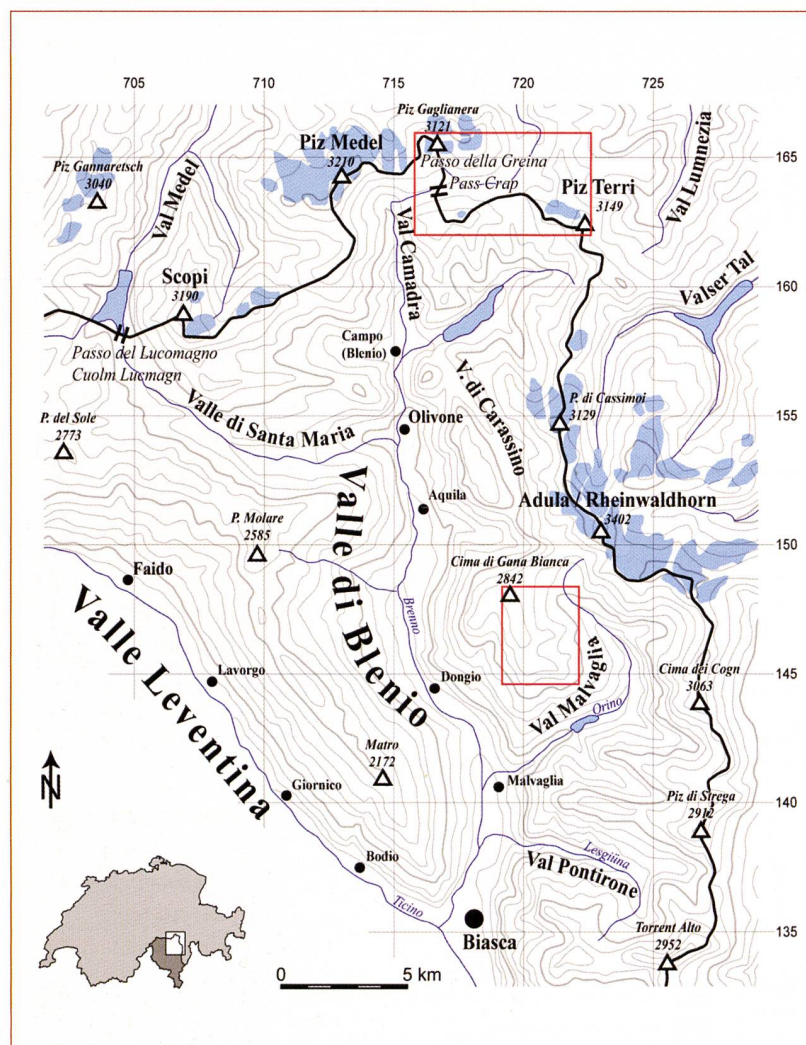 705
710
715
720
725
Piz Gaglianera
3121
Piz Medel
3210
Passo della Greina
Pass Crap
165
Piz Gannaretsch
3040
Val Medel
Piz Terri
3149
Val Lumnezia
Val Camadra
160
Scopi
3190
Valser Tal
Passo del Lucomagno
Cuolm Lucmagn
Campo
(Blenio)
V. di Carassino
P. di Cassimoi
3129
155
P. del Sole
2773
Valle di Santa Maria
Olivone
Valle di Blenio
Aquila
Adula / Rheinwaldhorn
3402
P. Molare
2585
150
Faido
Cima di Gana Bianca
2842
Valle Leventina
Brenno
Lavorgo
Dongio
Val Malvaglia
Orino
Cima dei Cogn
3063
145
Matro
2172
N
Giornico
Malvaglia
Piz di Strega
2912
140
Bodio
Lesgiüna
Val Pontirone
Ticino
Biasca
Torrent Alto
2952
135
0
5 km